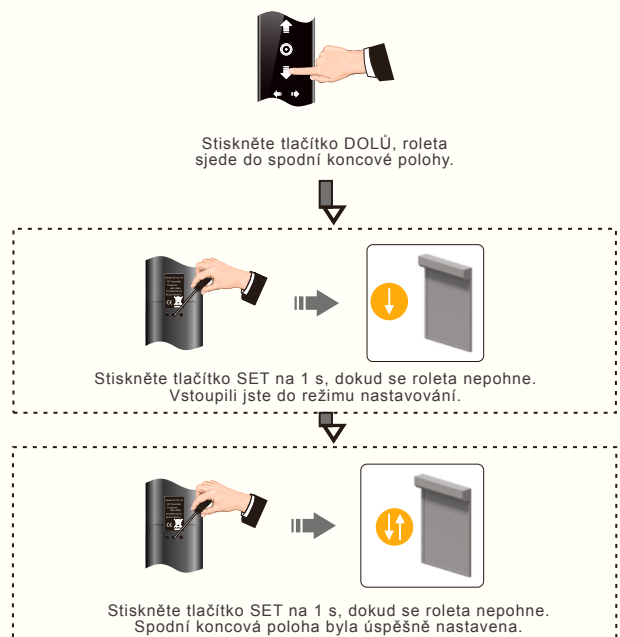 Stiskněte tlačítko DOLŮ, roleta
sjede do spodní koncové polohy.
Stiskněte tlačítko SET na 1 s, dokud se roleta nepohne.
Vstoupili jste do režimu nastavování.
Stiskněte tlačítko SET na 1 s, dokud se roleta nepohne.
Spodní koncová poloha byla úspěšně nastavena.